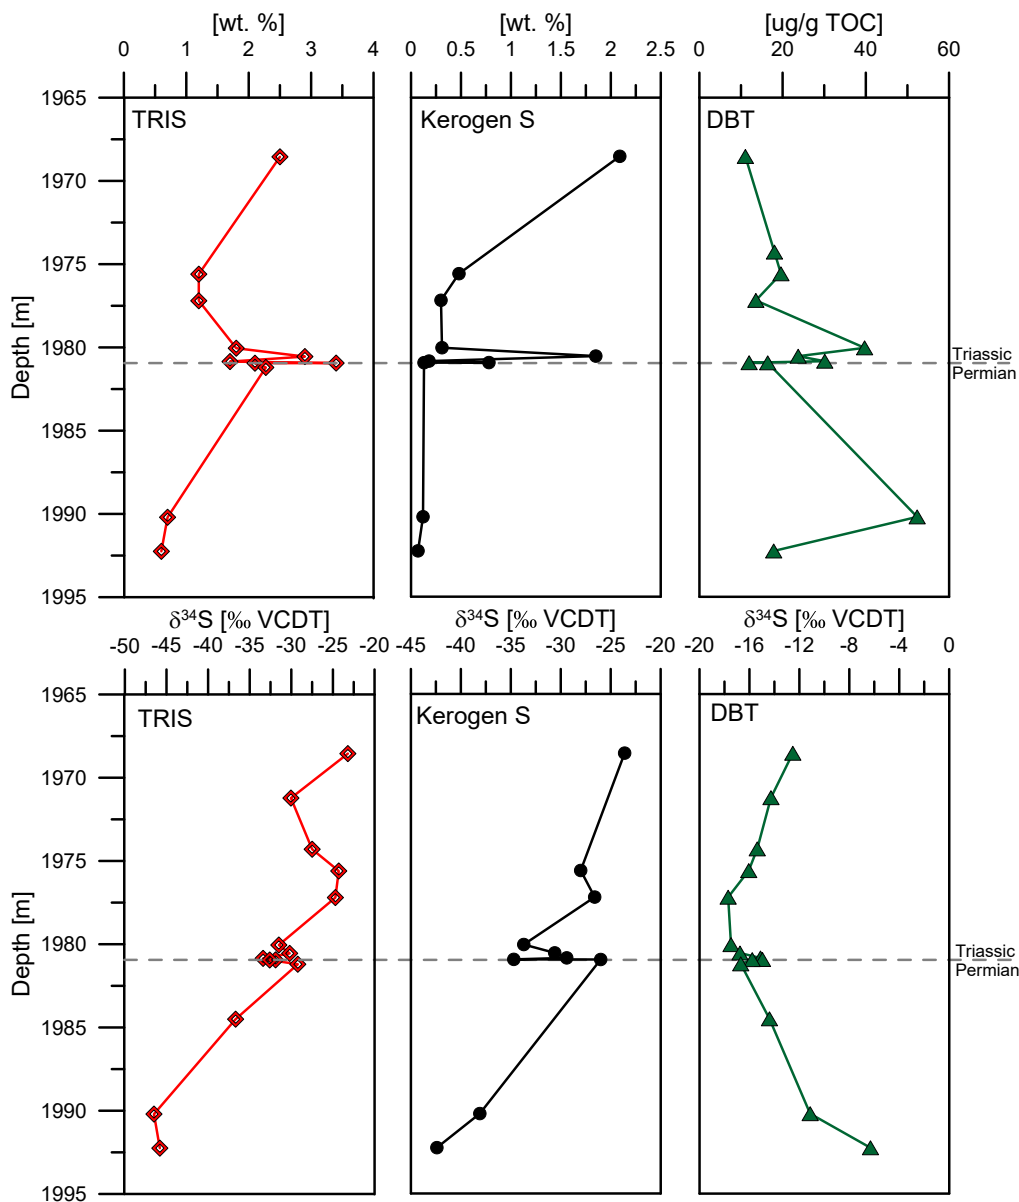 [wt. %] [wt. %] [ug/g TOC]
0 1 2 3 4 0 0.5 1 1.5 2 2.5 0 20 40 60
1965
TRIS Kerogen S DBT
1970
1975
Depth [m]
1980
Triassic
Permian
1985
1990
1995
δ³⁴S [‰ VCDT] δ³⁴S [‰ VCDT] δ³⁴S [‰ VCDT]
-50 -45 -40 -35 -30 -25 -20 -45 -40 -35 -30 -25 -20 -20 -16 -12 -8 -4 0
1965
TRIS Kerogen S DBT
1970
1975
Depth [m]
1980
Triassic
Permian
1985
1990
1995